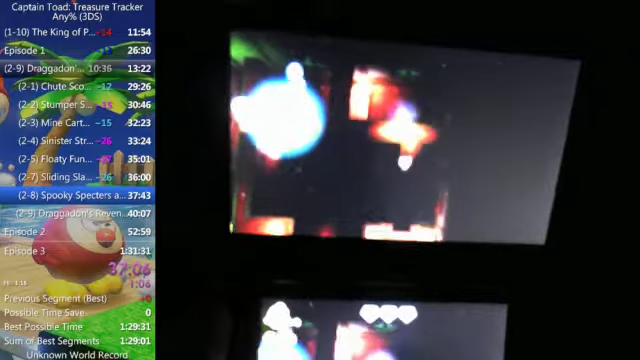 Captain Toad: Treasure Tracker
Any% (3DS)
(1-10) The King of P... -14 11:54
Episode 1 26:30
(2-9) Draggadon'... 10:36 13:22
(2-1) Chute Sco... -12 29:26
(2-2) Stumper S... 30:46
(2-3) Mine Cart... -15 32:23
(2-4) Sinister Str... -26 33:24
(2-5) Floaty Fun... 35:01
(2-7) Sliding Sla... -26 36:00
(2-8) Spooky Specters a... 37:43
(2-9) Draggadon's Reven... 40:07
Episode 2 52:59
Episode 3 1:31:31
37:06
1:06
Previous Segment (Best)
Possible Time Save 0
Best Possible Time 1:29:31
Sum of Best Segments 1:29:01
Unknown World Record